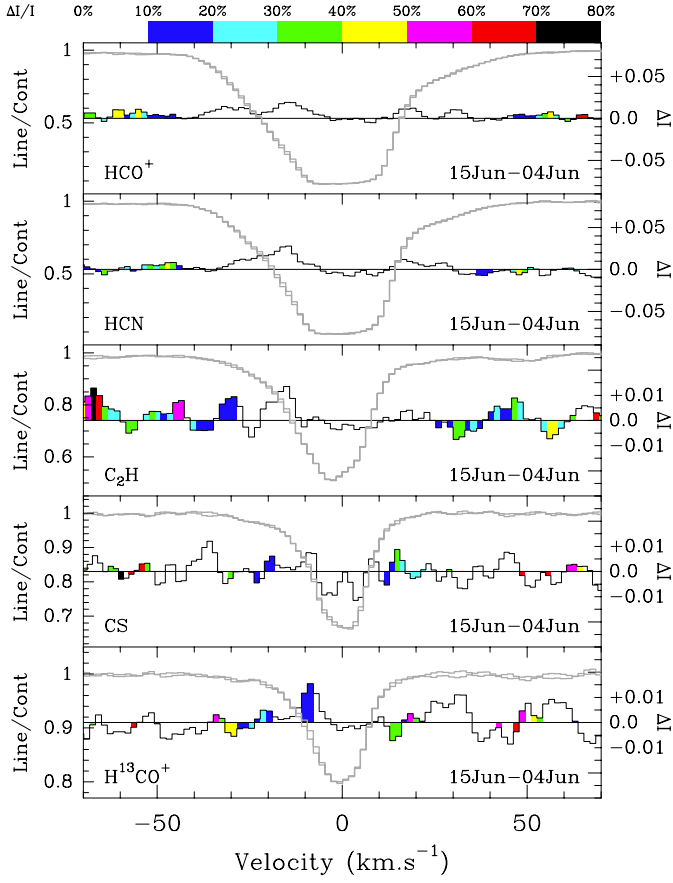 ΔI/I 0% 10% 20% 30% 40% 50% 60% 70% 80%
1
0.5
Line/Cont
+0.05
0.0
−0.05
ΔI
HCO+
15Jun−04Jun
1
0.5
Line/Cont
+0.05
0.0
−0.05
ΔI
HCN
15Jun−04Jun
1
0.8
0.6
Line/Cont
+0.01
0.0
−0.01
ΔI
C₂H
15Jun−04Jun
1
0.9
0.8
0.7
Line/Cont
+0.01
0.0
−0.01
ΔI
CS
15Jun−04Jun
1
0.9
0.8
Line/Cont
+0.01
0.0
−0.01
ΔI
H¹³CO⁺
15Jun−04Jun
−50 0 50
Velocity (km.s⁻¹)